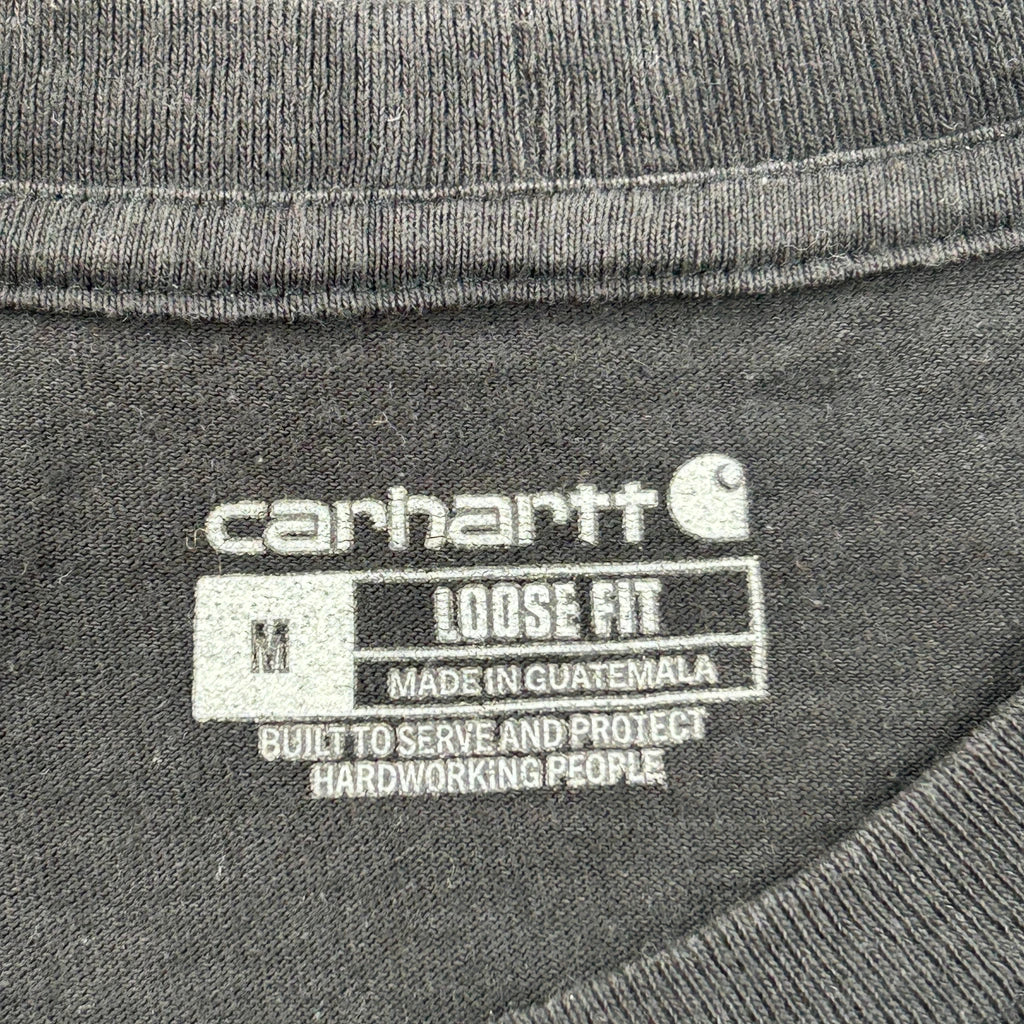 carhartt
M
LOOSE FIT
MADE IN GUATEMALA
BUILT TO SERVE AND PROTECT
HARDWORKING PEOPLE